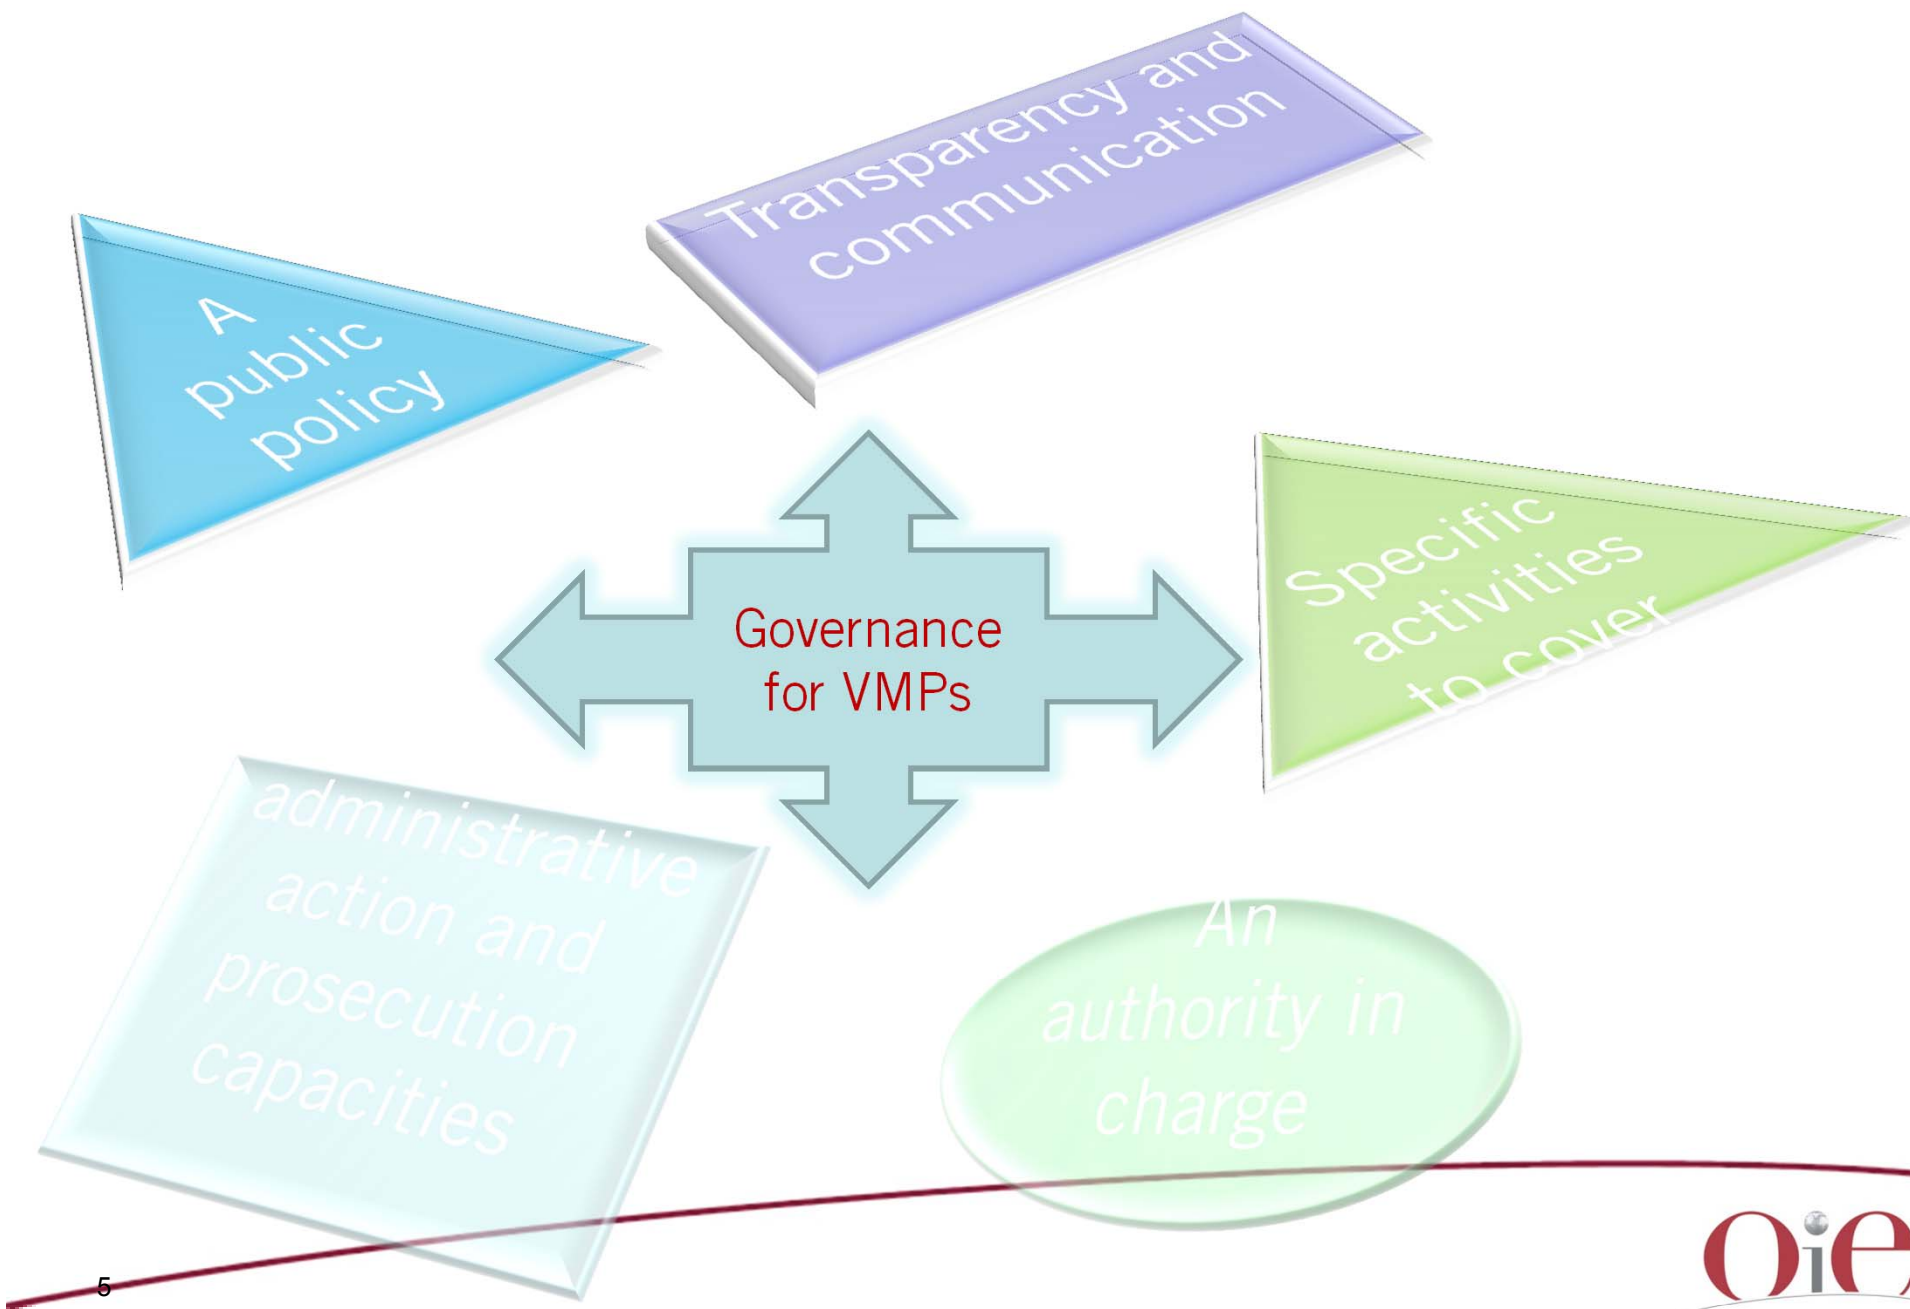 Transparency and
communication
A
public
policy
Specific
activities
to cover
Governance
for VMPs
administrative
action and
prosecution
capacities
An
authority in
charge
5
Oie